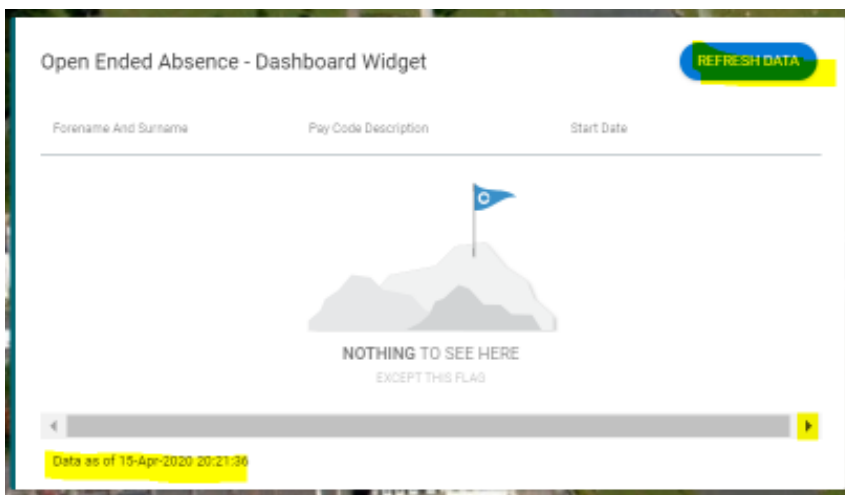 Open Ended Absence - Dashboard Widget
REFRESH DATA
Forename And Surname
Pay Code Description
Start Date
NOTHING TO SEE HERE
EXCEPT THIS FLAG
Data as of 15-Apr-2020 20:21:36